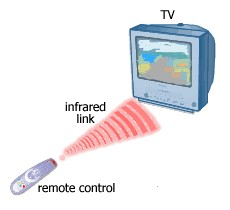 TV
infrared
link
remote control